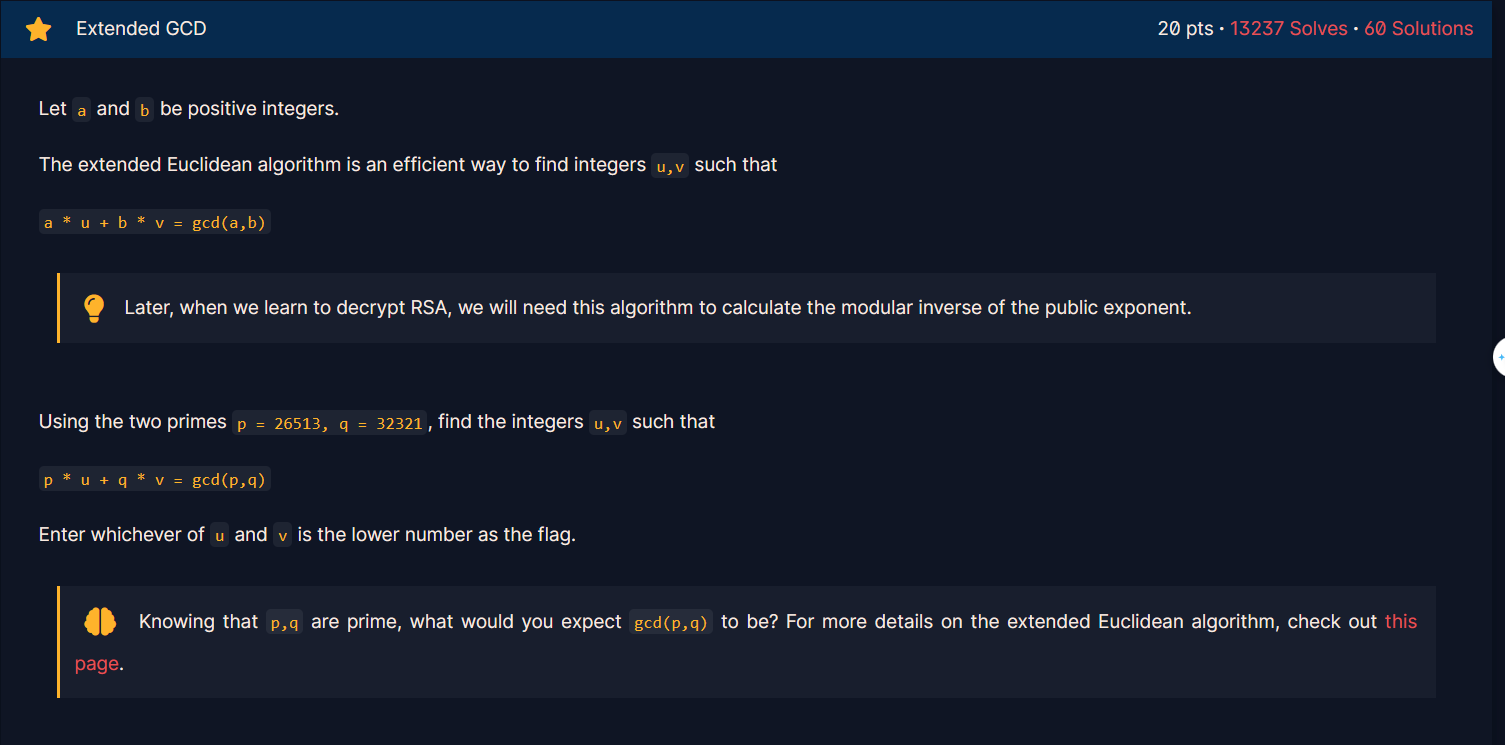 Extended GCD 20 pts · 13237 Solves · 60 Solutions
Let a and b be positive integers.
The extended Euclidean algorithm is an efficient way to find integers u,v such that
a * u + b * v = gcd(a,b)
Later, when we learn to decrypt RSA, we will need this algorithm to calculate the modular inverse of the public exponent.
Using the two primes p = 26513, q = 32321, find the integers u,v such that
p * u + q * v = gcd(p,q)
Enter whichever of u and v is the lower number as the flag.
Knowing that p,q are prime, what would you expect gcd(p,q) to be? For more details on the extended Euclidean algorithm, check out this
page.